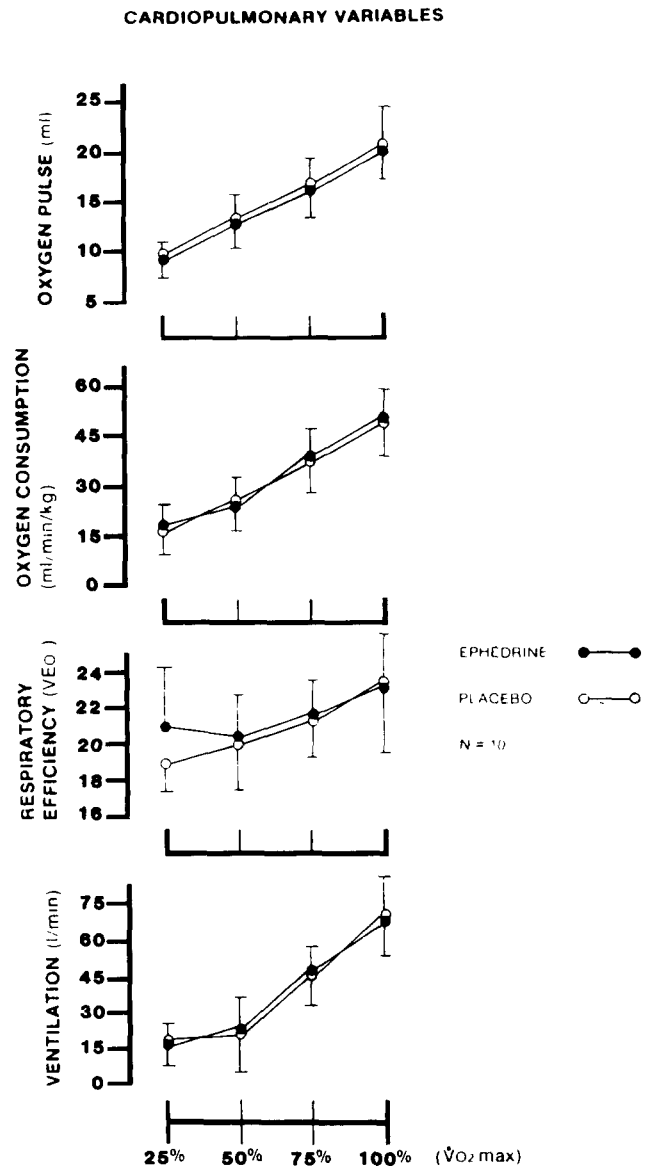 CARDIOPULMONARY VARIABLES
OXYGEN PULSE (ml)
25
20
15
10
5
OXYGEN CONSUMPTION
(ml/min/kg)
60
45
30
15
0
RESPIRATORY
EFFICIENCY (VEO)
24
22
20
18
16
EPHEDRINE
PLACEBO
N = 10
VENTILATION (l/min)
75
60
45
30
15
0
25% 50% 75% 100% (V̇O₂ max)